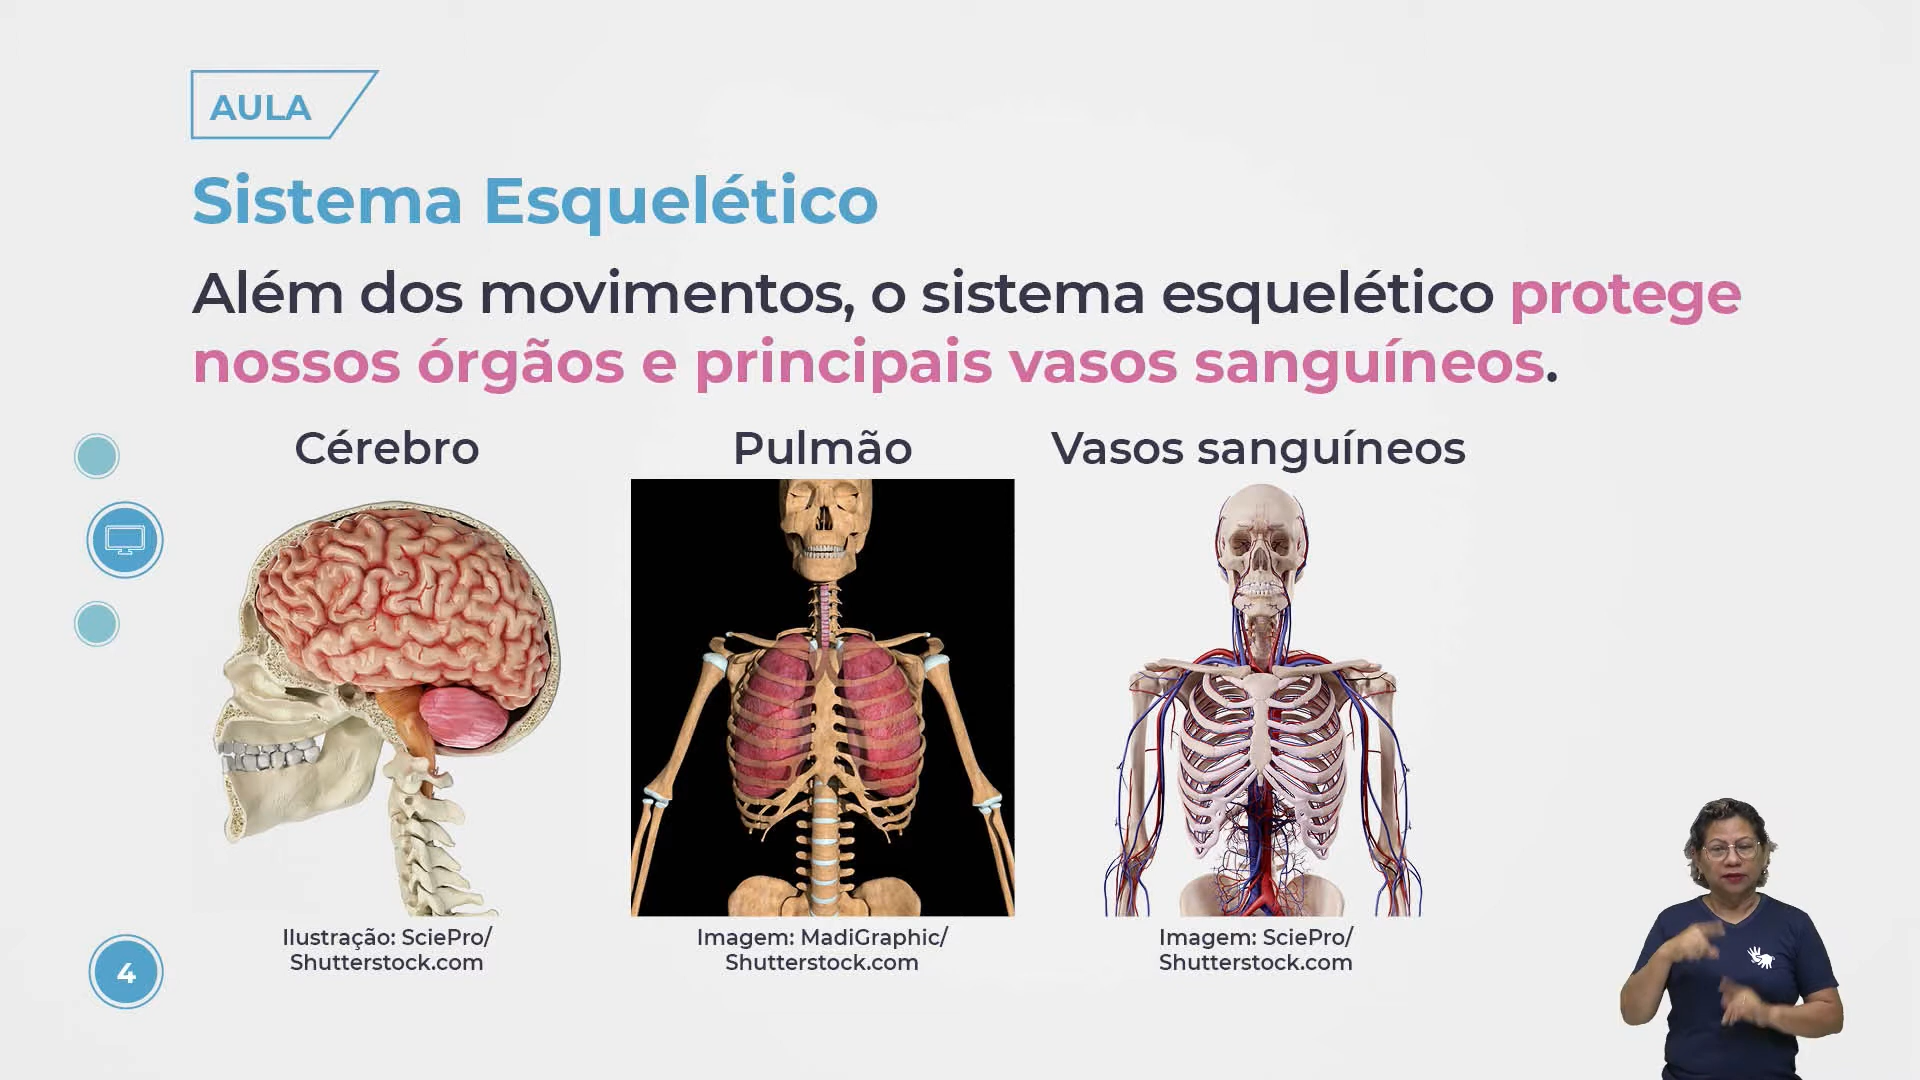 AULA
Sistema Esquelético
Além dos movimentos, o sistema esquelético protege
nossos órgãos e principais vasos sanguíneos.
Cérebro
Pulmão
Vasos sanguíneos
Ilustração: SciePro/
Shutterstock.com
Imagem: MadiGraphic/
Shutterstock.com
Imagem: SciePro/
Shutterstock.com
4